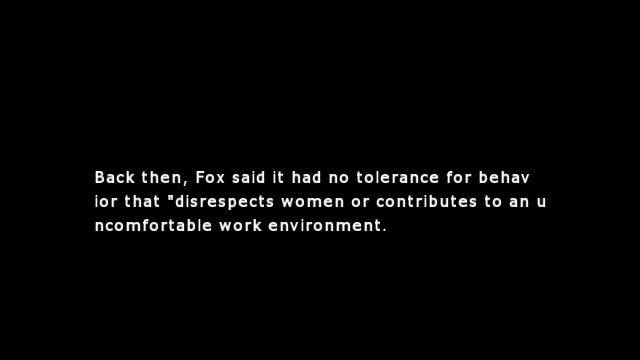 Back then, Fox said it had no tolerance for behav
ior that "disrespects women or contributes to an u
ncomfortable work environment.